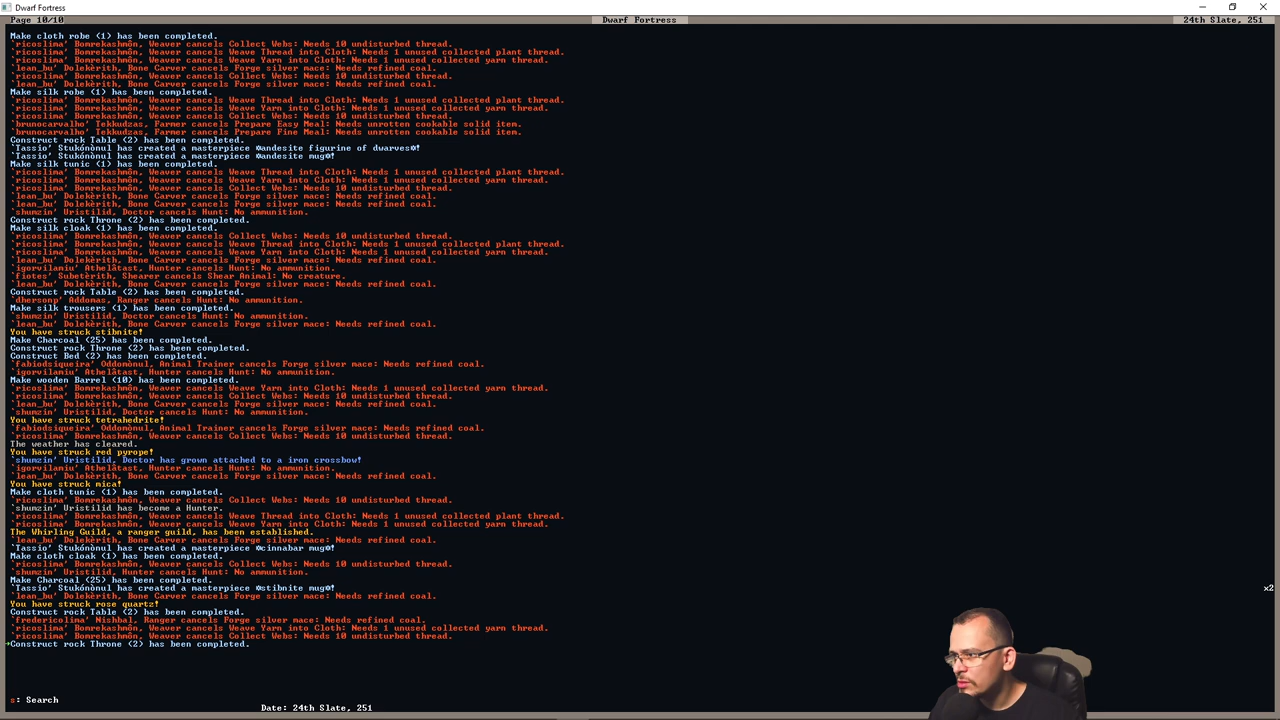 Dwarf Fortress
Page 10/10
Dwarf Fortress
24th Slate, 251
Make cloth robe (1) has been completed.
`ricoslima' Bomrekashmôn, Weaver cancels Collect Webs: Needs 10 undisturbed thread.
`ricoslima' Bomrekashmôn, Weaver cancels Weave Thread into Cloth: Needs 1 unused collected plant thread.
`ricoslima' Bomrekashmôn, Weaver cancels Weave Yarn into Cloth: Needs 1 unused collected yarn thread.
`lean_bu' Dolekèrith, Bone Carver cancels Forge silver mace: Needs refined coal.
`ricoslima' Bomrekashmôn, Weaver cancels Collect Webs: Needs 10 undisturbed thread.
`lean_bu' Dolekèrith, Bone Carver cancels Forge silver mace: Needs refined coal.
Make silk robe (1) has been completed.
`ricoslima' Bomrekashmôn, Weaver cancels Weave Thread into Cloth: Needs 1 unused collected plant thread.
`ricoslima' Bomrekashmôn, Weaver cancels Weave Yarn into Cloth: Needs 1 unused collected yarn thread.
`ricoslima' Bomrekashmôn, Weaver cancels Collect Webs: Needs 10 undisturbed thread.
`brunocarvalho' Tekkudzas, Farmer cancels Prepare Easy Meal: Needs unrotten cookable solid item.
`brunocarvalho' Tekkudzas, Farmer cancels Prepare Fine Meal: Needs unrotten cookable solid item.
Construct rock Table (2) has been completed.
`Tassio' Stukónònul has created a masterpiece ☼andesite figurine of dwarves☼!
`Tassio' Stukónònul has created a masterpiece ☼andesite mug☼!
Make silk tunic (1) has been completed.
`ricoslima' Bomrekashmôn, Weaver cancels Weave Thread into Cloth: Needs 1 unused collected plant thread.
`ricoslima' Bomrekashmôn, Weaver cancels Weave Yarn into Cloth: Needs 1 unused collected yarn thread.
`ricoslima' Bomrekashmôn, Weaver cancels Collect Webs: Needs 10 undisturbed thread.
`lean_bu' Dolekèrith, Bone Carver cancels Forge silver mace: Needs refined coal.
`lean_bu' Dolekèrith, Bone Carver cancels Forge silver mace: Needs refined coal.
`shumzin' Uristilid, Doctor cancels Hunt: No ammunition.
Construct rock Throne (2) has been completed.
Make silk cloak (1) has been completed.
`ricoslima' Bomrekashmôn, Weaver cancels Collect Webs: Needs 10 undisturbed thread.
`ricoslima' Bomrekashmôn, Weaver cancels Weave Thread into Cloth: Needs 1 unused collected plant thread.
`ricoslima' Bomrekashmôn, Weaver cancels Weave Yarn into Cloth: Needs 1 unused collected yarn thread.
`lean_bu' Dolekèrith, Bone Carver cancels Forge silver mace: Needs refined coal.
`igorvilamiu' Athelâtast, Hunter cancels Hunt: No ammunition.
`fiotes' Subetèrith, Shearer cancels Shear Animal: No creature.
`lean_bu' Dolekèrith, Bone Carver cancels Forge silver mace: Needs refined coal.
Construct rock Table (2) has been completed.
`dhersonp' Addomas, Ranger cancels Hunt: No ammunition.
Make silk trousers (1) has been completed.
`shumzin' Uristilid, Doctor cancels Hunt: No ammunition.
`lean_bu' Dolekèrith, Bone Carver cancels Forge silver mace: Needs refined coal.
You have struck stibnite!
Make Charcoal (25) has been completed.
Construct rock Throne (2) has been completed.
Construct Bed (2) has been completed.
`fabiodsiqueira' Oddomònul, Animal Trainer cancels Forge silver mace: Needs refined coal.
`igorvilamiu' Athelâtast, Hunter cancels Hunt: No ammunition.
Make wooden Barrel (10) has been completed.
`ricoslima' Bomrekashmôn, Weaver cancels Weave Yarn into Cloth: Needs 1 unused collected yarn thread.
`ricoslima' Bomrekashmôn, Weaver cancels Collect Webs: Needs 10 undisturbed thread.
`lean_bu' Dolekèrith, Bone Carver cancels Forge silver mace: Needs refined coal.
`shumzin' Uristilid, Doctor cancels Hunt: No ammunition.
You have struck tetrahedrite!
`fabiodsiqueira' Oddomònul, Animal Trainer cancels Forge silver mace: Needs refined coal.
`ricoslima' Bomrekashmôn, Weaver cancels Collect Webs: Needs 10 undisturbed thread.
The weather has cleared.
You have struck red pyrope!
`shumzin' Uristilid, Doctor has grown attached to a iron crossbow!
`igorvilamiu' Athelâtast, Hunter cancels Hunt: No ammunition.
`lean_bu' Dolekèrith, Bone Carver cancels Forge silver mace: Needs refined coal.
You have struck mica!
Make cloth tunic (1) has been completed.
`ricoslima' Bomrekashmôn, Weaver cancels Collect Webs: Needs 10 undisturbed thread.
`shumzin' Uristilid has become a Hunter.
`ricoslima' Bomrekashmôn, Weaver cancels Weave Thread into Cloth: Needs 1 unused collected plant thread.
`ricoslima' Bomrekashmôn, Weaver cancels Weave Yarn into Cloth: Needs 1 unused collected yarn thread.
The Whirling Guild, a ranger guild, has been established.
`lean_bu' Dolekèrith, Bone Carver cancels Forge silver mace: Needs refined coal.
`Tassio' Stukónònul has created a masterpiece ☼cinnabar mug☼!
Make cloth cloak (1) has been completed.
`ricoslima' Bomrekashmôn, Weaver cancels Collect Webs: Needs 10 undisturbed thread.
`shumzin' Uristilid, Hunter cancels Hunt: No ammunition.
Make Charcoal (25) has been completed.
`Tassio' Stukónònul has created a masterpiece ☼stibnite mug☼!
x2
`lean_bu' Dolekèrith, Bone Carver cancels Forge silver mace: Needs refined coal.
You have struck rose quartz!
Construct rock Table (2) has been completed.
`fredericolima' Nishbal, Ranger cancels Forge silver mace: Needs refined coal.
`ricoslima' Bomrekashmôn, Weaver cancels Weave Yarn into Cloth: Needs 1 unused collected yarn thread.
`ricoslima' Bomrekashmôn, Weaver cancels Collect Webs: Needs 10 undisturbed thread.
→Construct rock Throne (2) has been completed.
s: Search
Date: 24th Slate, 251